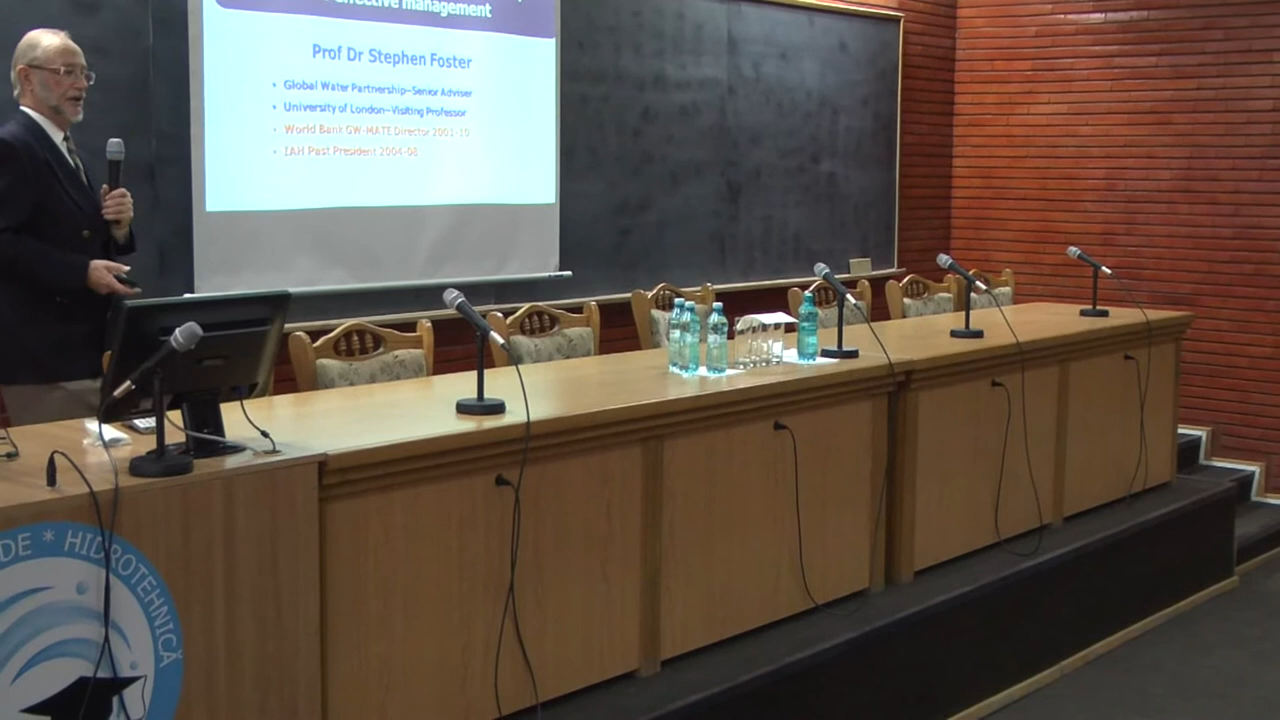 effective management
Prof Dr Stephen Foster
• Global Water Partnership–Senior Adviser
• University of London–Visiting Professor
• World Bank GW-MATE Director 2001-10
• IAH Past President 2004-08
DE * HIDROTEHNICĂ